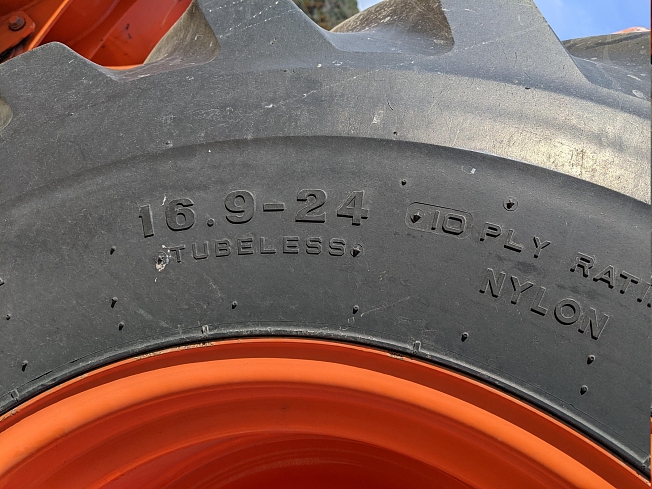 16.9-24
TUBELESS
10 PLY RATI
NYLON